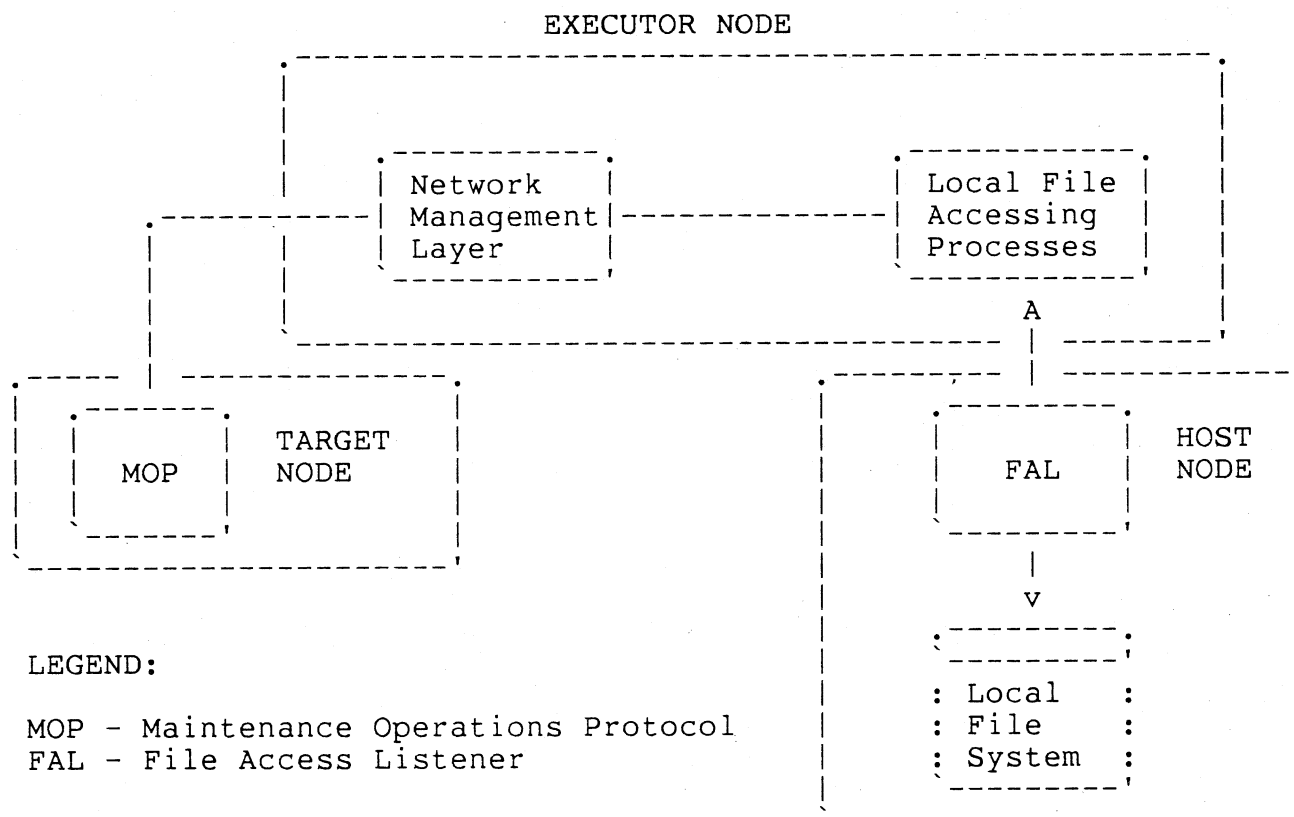 EXECUTOR NODE
Network
Management
Layer
Local File
Accessing
Processes
A
MOP
TARGET
NODE
FAL
HOST
NODE
v
Local
File
System
LEGEND:
MOP - Maintenance Operations Protocol
FAL - File Access Listener